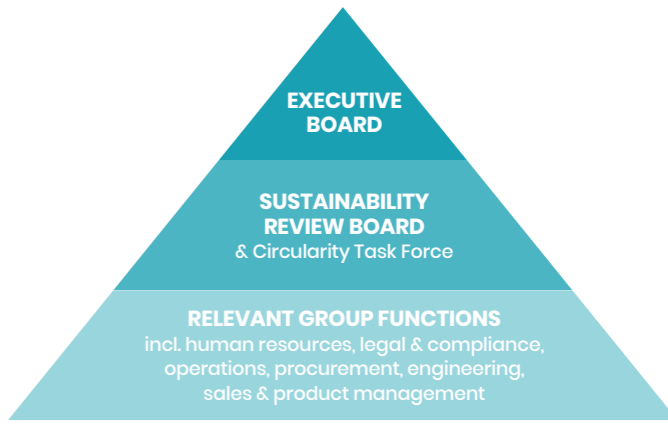 EXECUTIVE
BOARD
SUSTAINABILITY
REVIEW BOARD
& Circularity Task Force
RELEVANT GROUP FUNCTIONS
incl. human resources, legal & compliance,
operations, procurement, engineering,
sales & product management